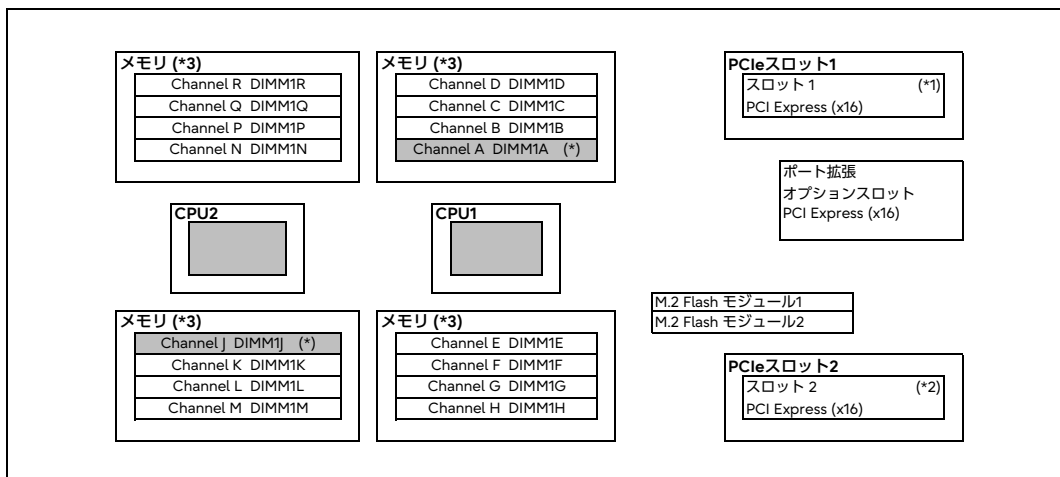 メモリ (*3)
Channel R DIMM1R
Channel Q DIMM1Q
Channel P DIMM1P
Channel N DIMM1N
メモリ (*3)
Channel D DIMM1D
Channel C DIMM1C
Channel B DIMM1B
Channel A DIMM1A (*)
PCIeスロット1
スロット 1 (*1)
PCI Express (x16)
ポート拡張
オプションスロット
PCI Express (x16)
CPU2
CPU1
M.2 Flash モジュール1
M.2 Flash モジュール2
メモリ (*3)
Channel J DIMM1J (*)
Channel K DIMM1K
Channel L DIMM1L
Channel M DIMM1M
メモリ (*3)
Channel E DIMM1E
Channel F DIMM1F
Channel G DIMM1G
Channel H DIMM1H
PCIeスロット2
スロット 2 (*2)
PCI Express (x16)